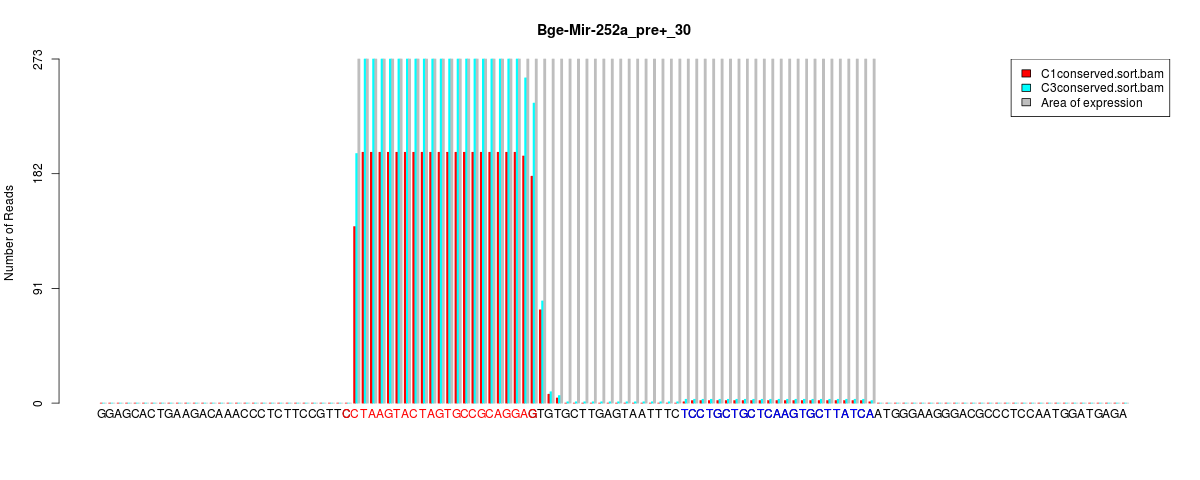 Bge-Mir-252a_pre+_30
Number of Reads
273
182
91
0
C1conserved.sort.bam
C3conserved.sort.bam
Area of expression
GGAGCACTGAAGACAAACCCTCTTCCGTTCCTAAGTACTAGTGCCGCAGGAGTGTGCTTGAGTAATTTCTCCTGCTGCTCAAGTGCTTATCAATGGGAAGGGACGCCCTCCAATGGATGAGA